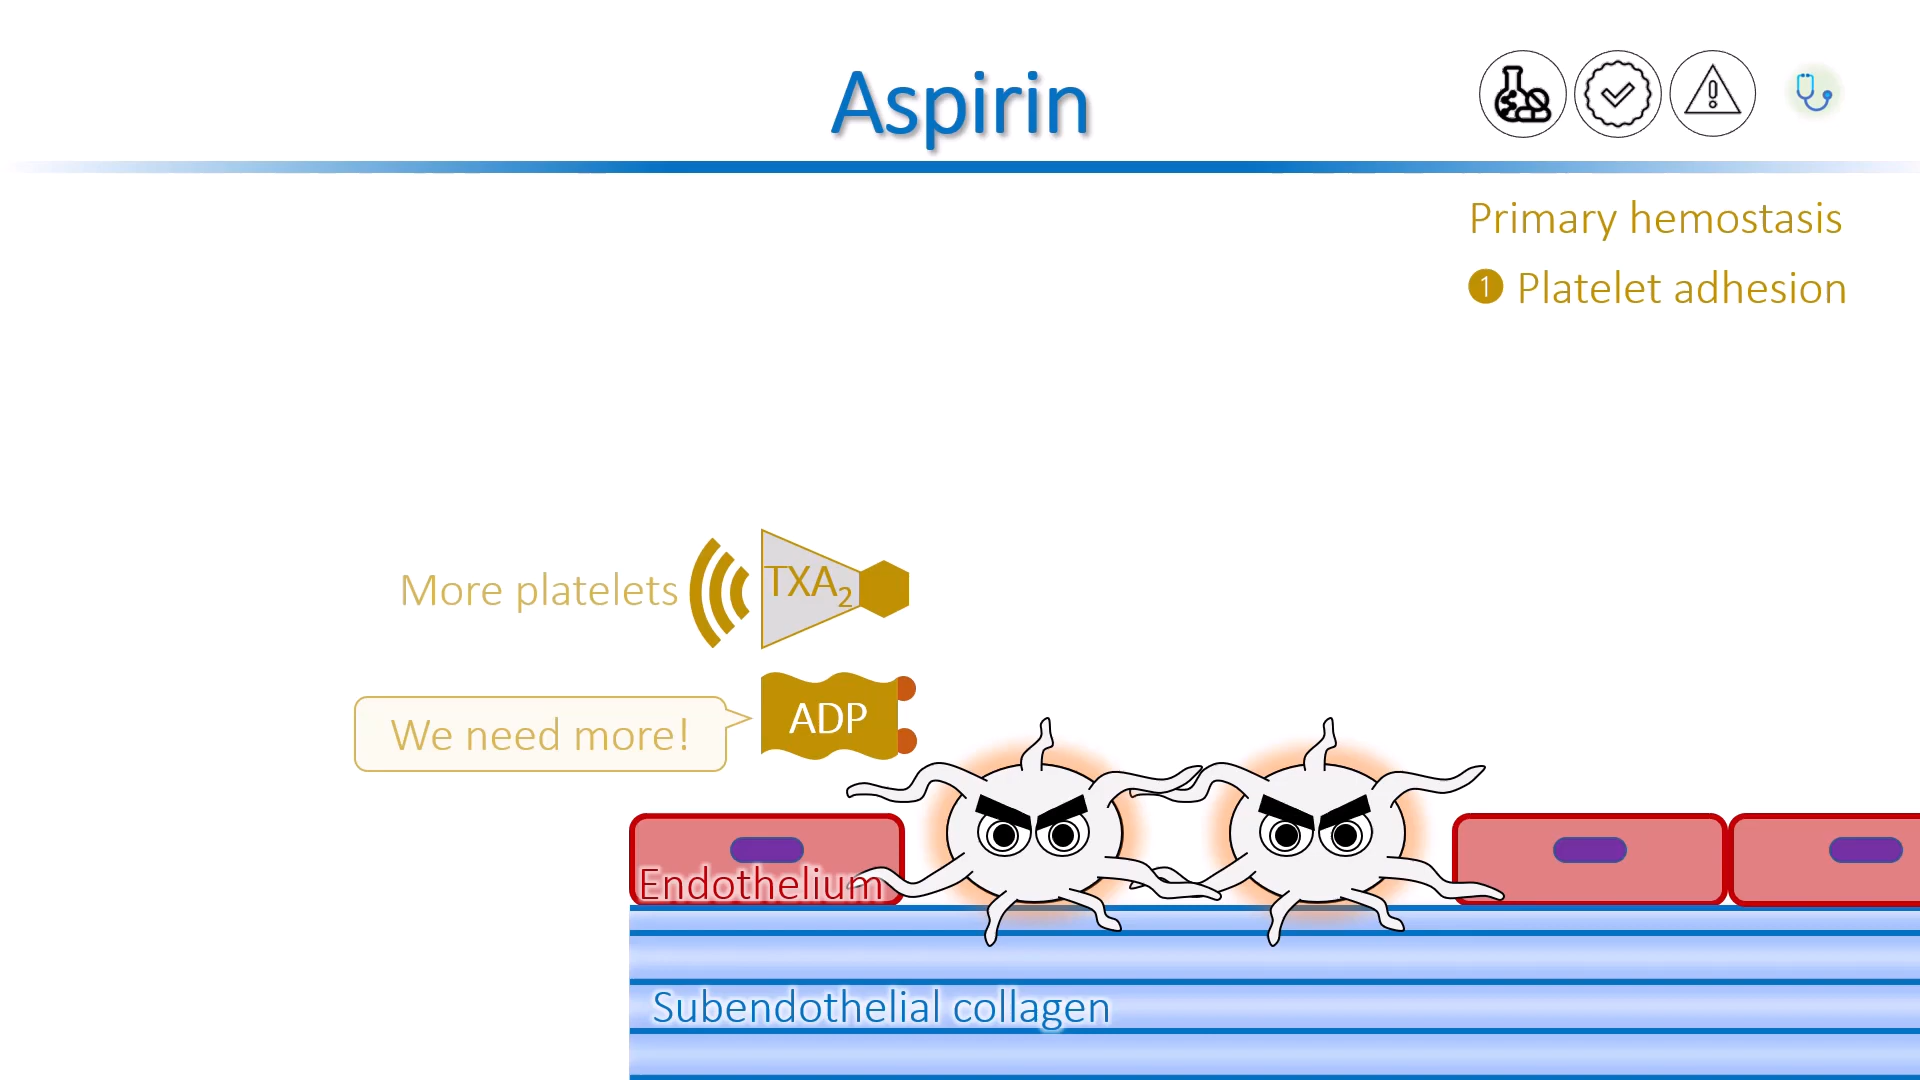 Aspirin
Primary hemostasis
1 Platelet adhesion
More platelets
TXA₂
ADP
We need more!
Endothelium
Subendothelial collagen